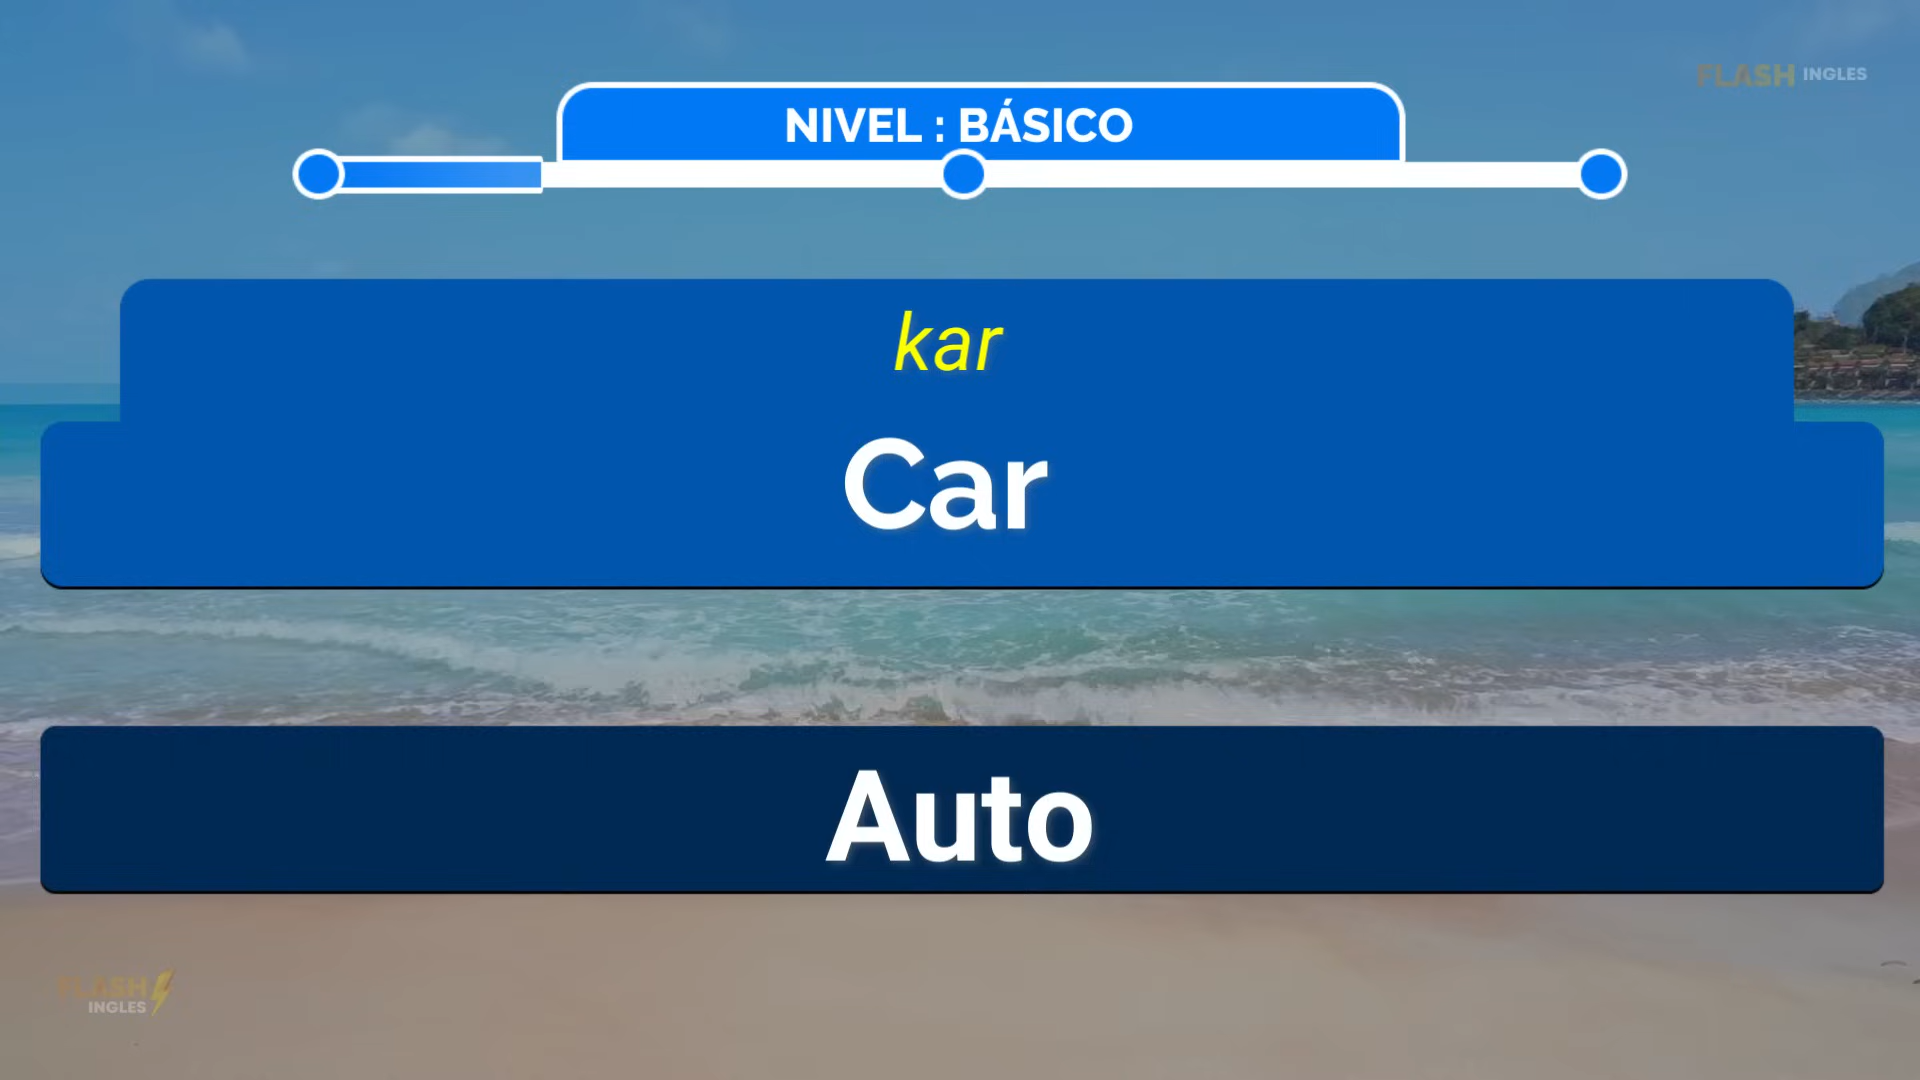 FLASH INGLES
NIVEL : BÁSICO
kar
Car
Auto
FLASH
INGLES